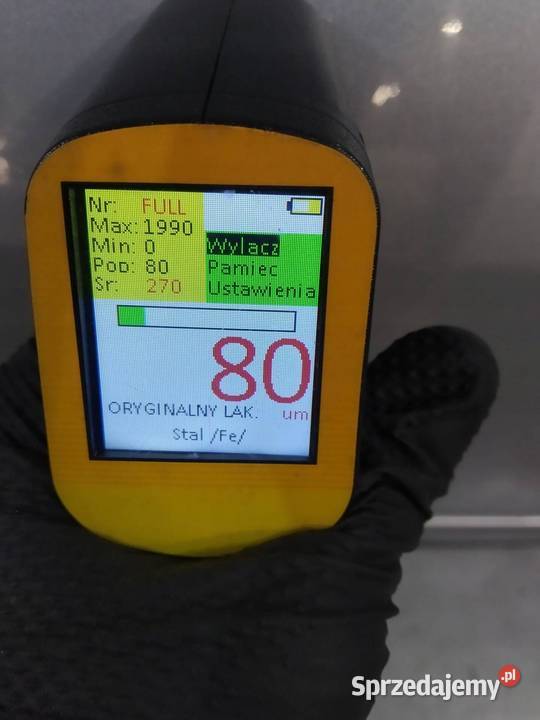 Nr: FULL
Max: 1990
Min: 0
Pop: 80
Sr: 270
Wylacz
Pamiec
Ustawienia
80
ORYGINALNY LAK. um
Stal /Fe/
Sprzedajemy.pl